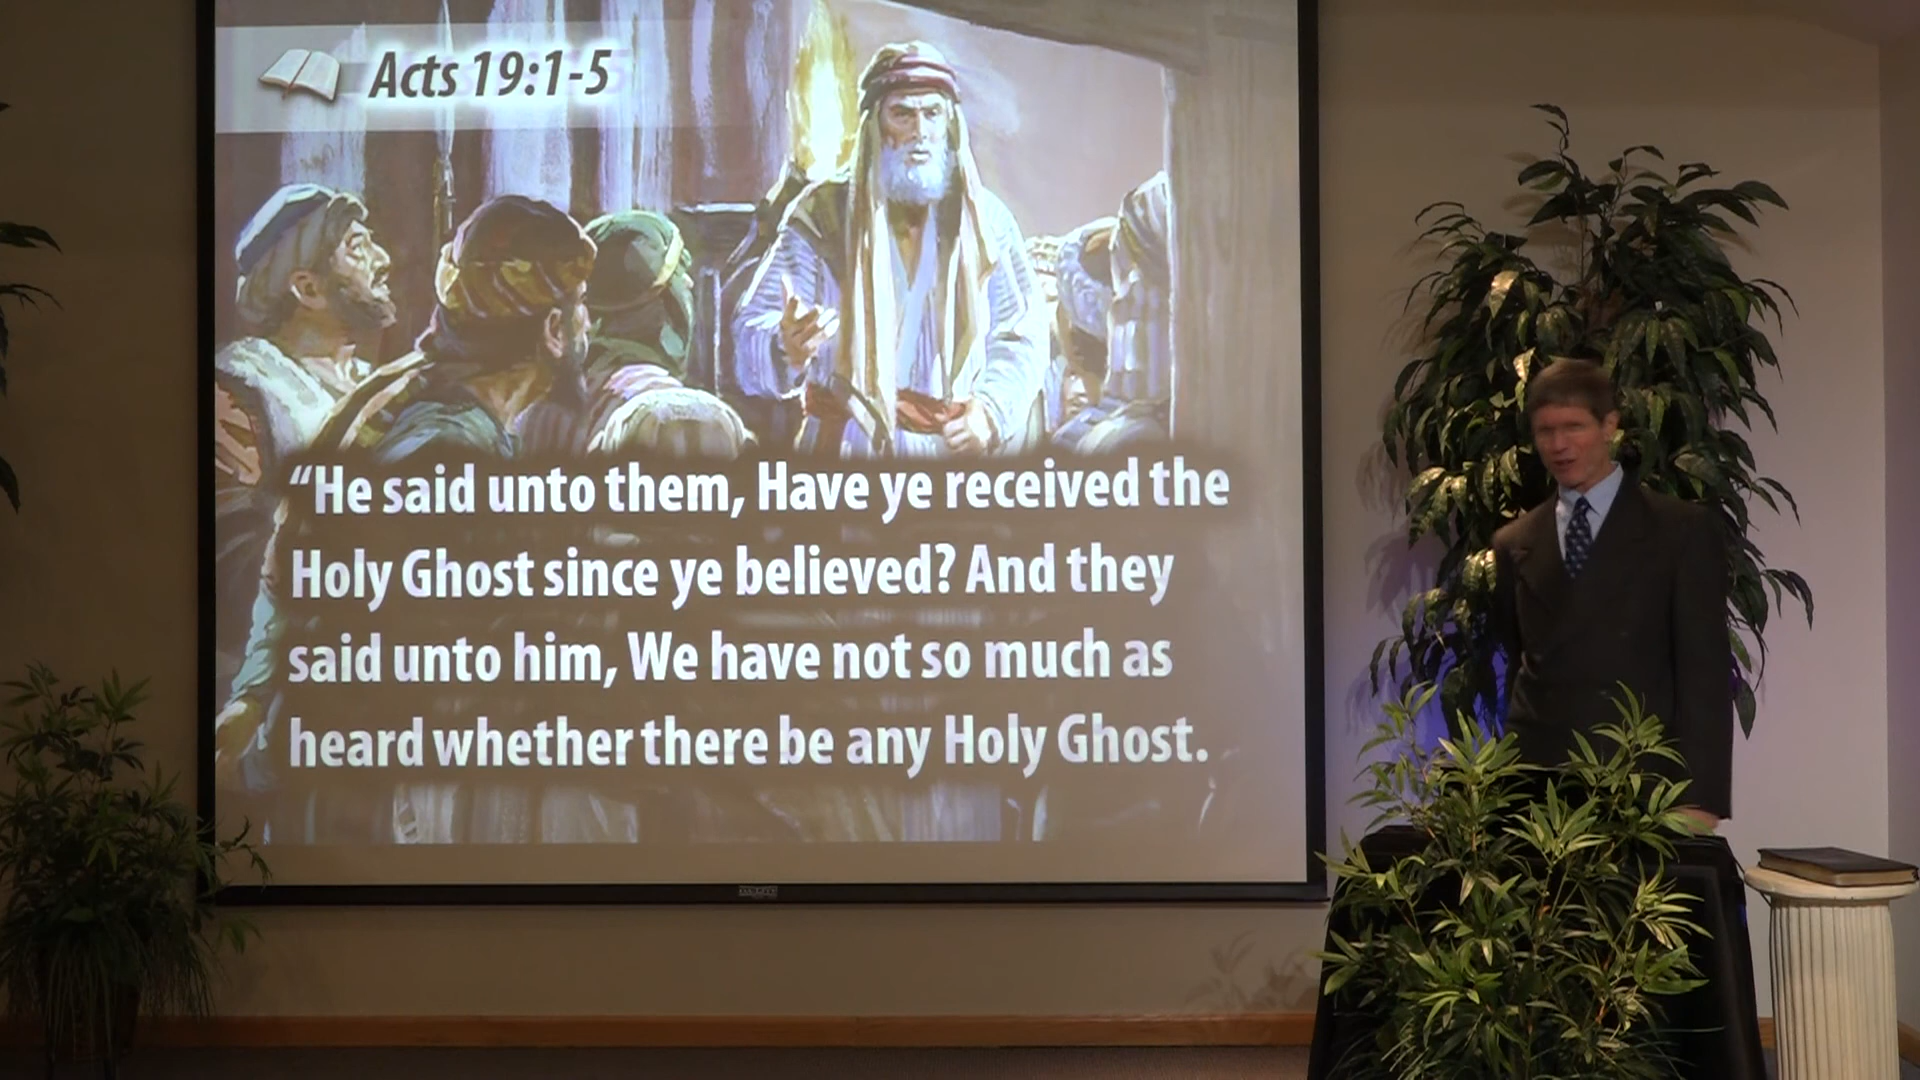 Acts 19:1-5
“He said unto them, Have ye received the
Holy Ghost since ye believed? And they
said unto him, We have not so much as
heard whether there be any Holy Ghost.